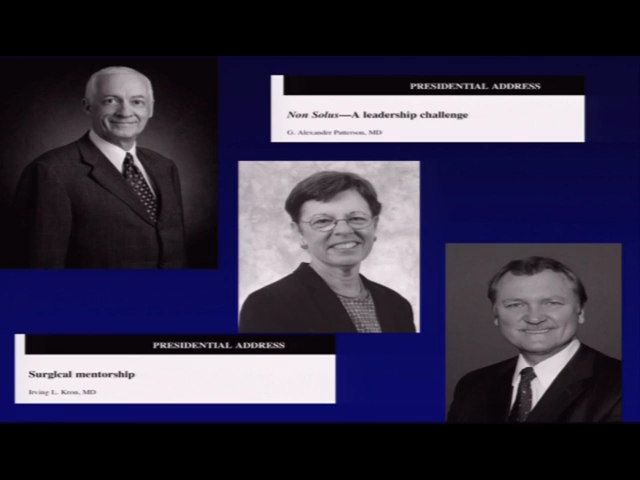 PRESIDENTIAL ADDRESS
Non Solus—A leadership challenge
G. Alexander Patterson, MD
PRESIDENTIAL ADDRESS
Surgical mentorship
Irving L. Kron, MD